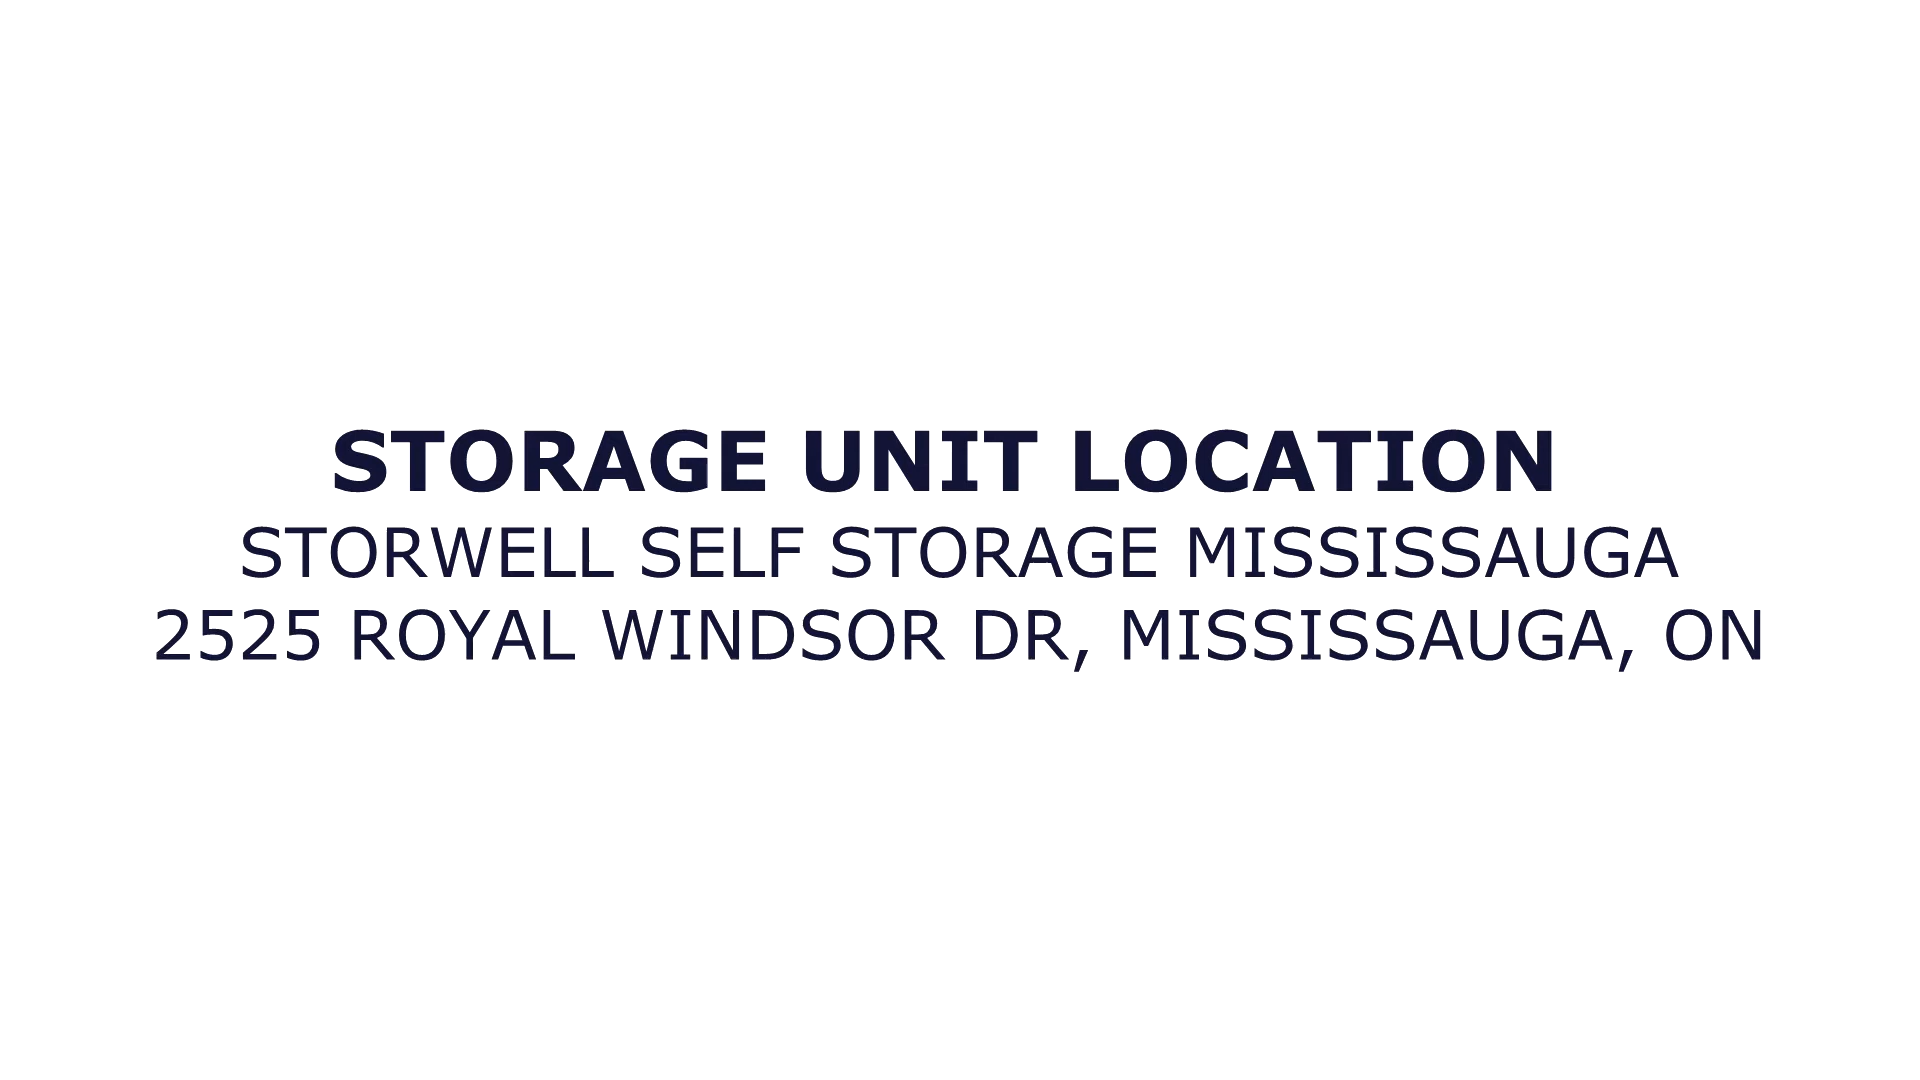 STORAGE UNIT LOCATION
STORWELL SELF STORAGE MISSISSAUGA
2525 ROYAL WINDSOR DR, MISSISSAUGA, ON